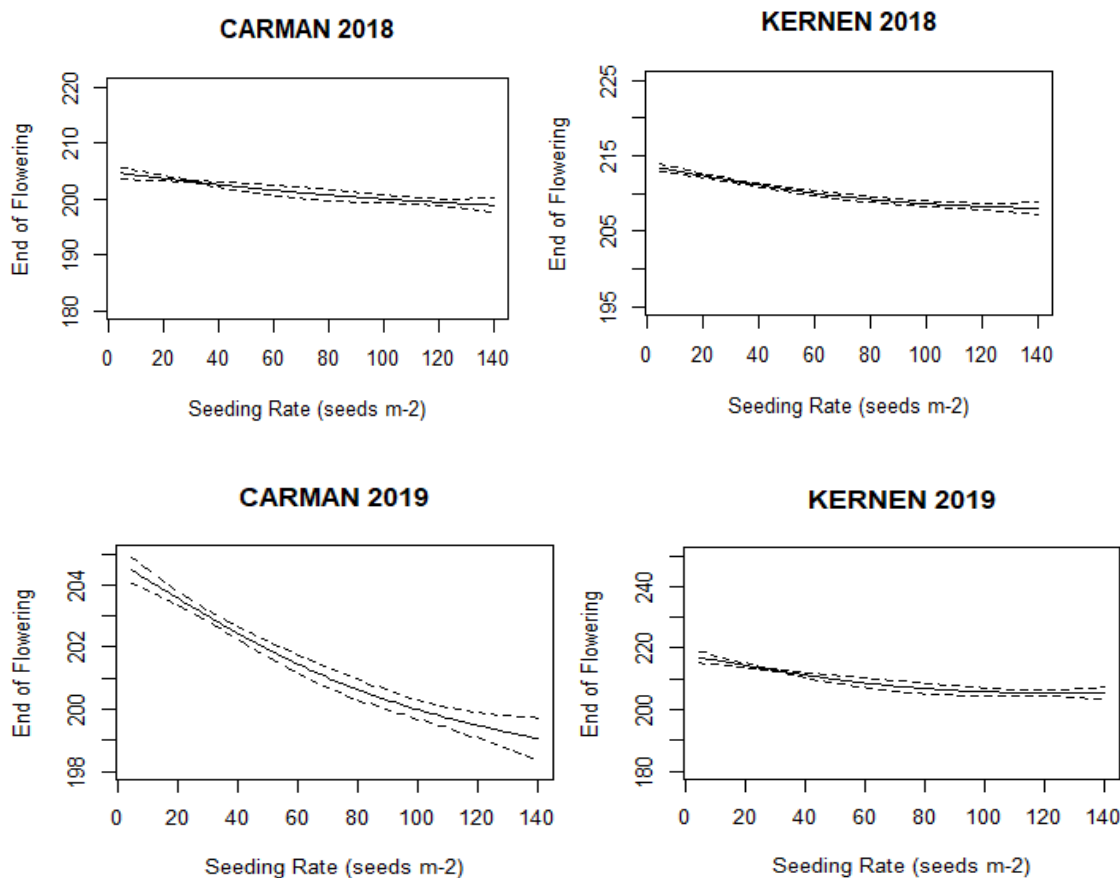 CARMAN 2018
End of Flowering
220
210
200
190
180
0 20 40 60 80 100 120 140
Seeding Rate (seeds m-2)
KERNEN 2018
End of Flowering
225
215
205
195
0 20 40 60 80 100 120 140
Seeding Rate (seeds m-2)
CARMAN 2019
End of Flowering
204
202
200
198
0 20 40 60 80 100 120 140
Seeding Rate (seeds m-2)
KERNEN 2019
End of Flowering
240
220
200
180
0 20 40 60 80 100 120 140
Seeding Rate (seeds m-2)